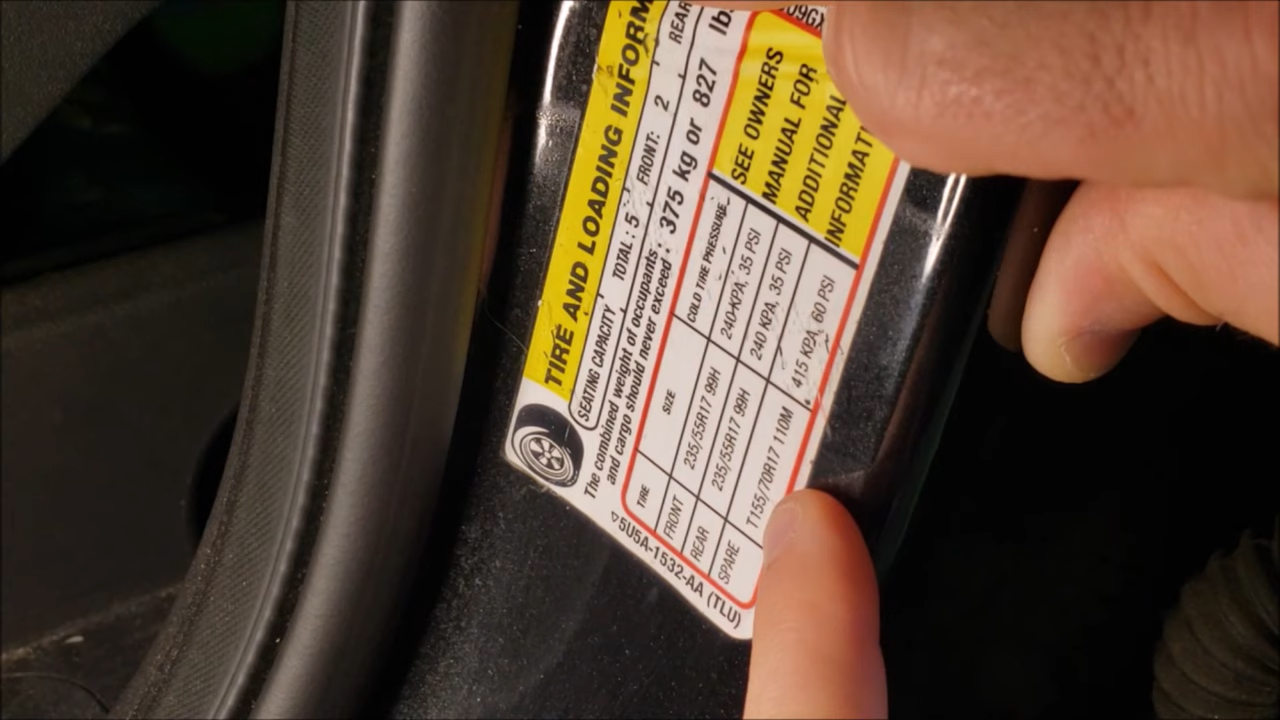 TIRE AND LOADING INFORM
SEATING CAPACITY TOTAL : 5 FRONT: 2 REAR
The combined weight of occupants
and cargo should never exceed : 375 kg or 827 lb
TIRE SIZE COLD TIRE PRESSURE
FRONT 235/55R17 99H 240 KPA, 35 PSI
REAR 235/55R17 99H 240 KPA, 35 PSI
SPARE T155/70R17 110M 415 KPA, 60 PSI
SEE OWNERS
MANUAL FOR
ADDITIONAL
INFORMAT
5U5A-1532-AA (TLU)